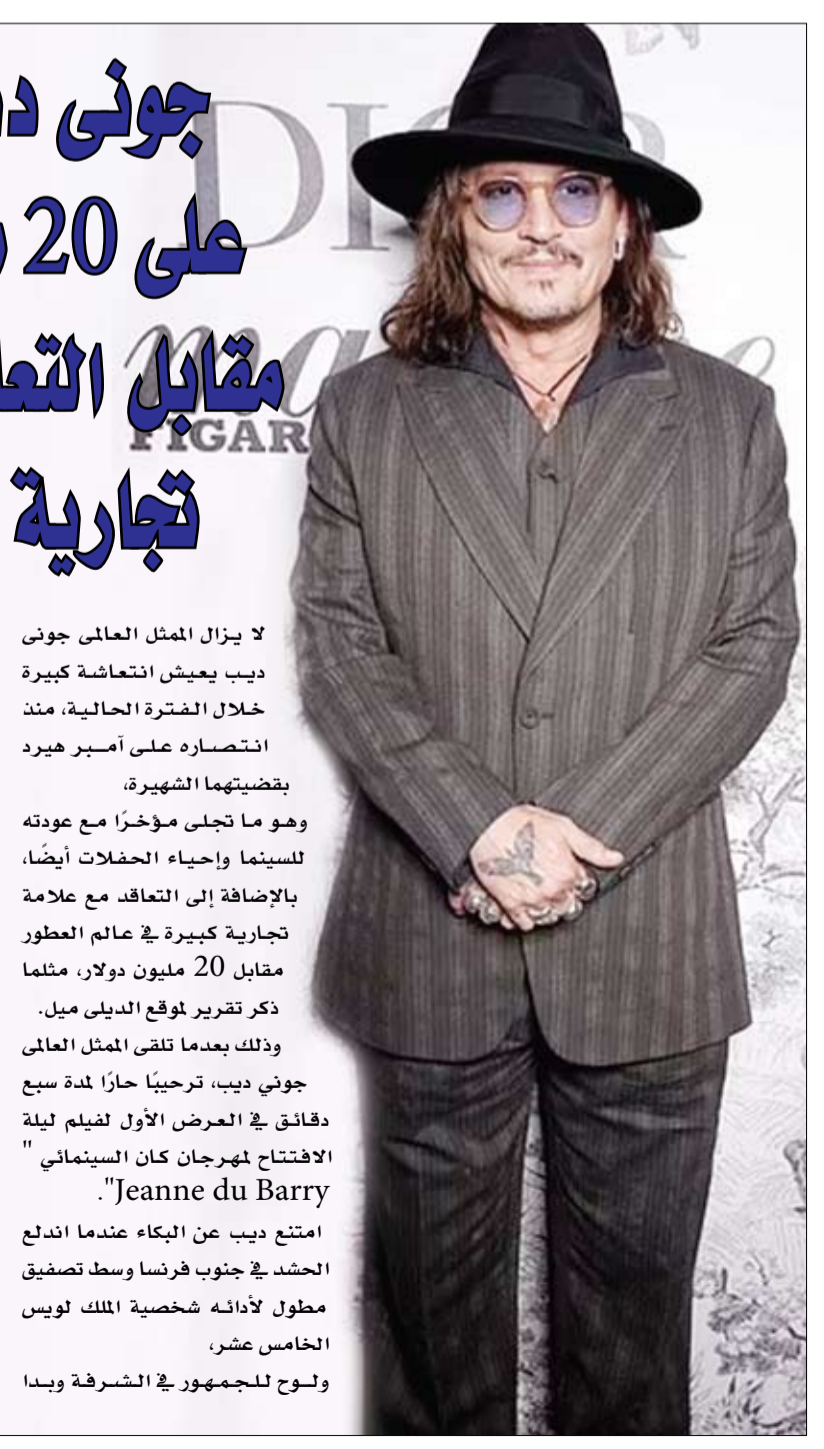 جونى
على 20
مقابل
تجارية
DIOR
FIGAR
لا يزال الممثل العالمى جونى
ديب يعيش انتعاشة كبيرة
خلال الفترة الحالية، منذ
انتصاره على آمبر هيرد
بقضيتهما الشهيرة،
وهو ما تجلى مؤخرًا مع عودته
للسينما وإحياء الحفلات أيضًا،
بالإضافة إلى التعاقد مع علامة
تجارية كبيرة في عالم العطور
مقابل 20 مليون دولار، مثلما
ذكر تقرير لموقع الديلى ميل.
وذلك بعدما تلقى الممثل العالمى
جوني ديب، ترحيبًا حارًا لمدة سبع
دقائق في العرض الأول لفيلم ليلة
الافتتاح لمهرجان كان السينمائي "
Jeanne du Barry".
امتنع ديب عن البكاء عندما اندلع
الحشد في جنوب فرنسا وسط تصفيق
مطول لأدائه شخصية الملك لويس
الخامس عشر،
ولوح للجمهور في الشرفة وبدا